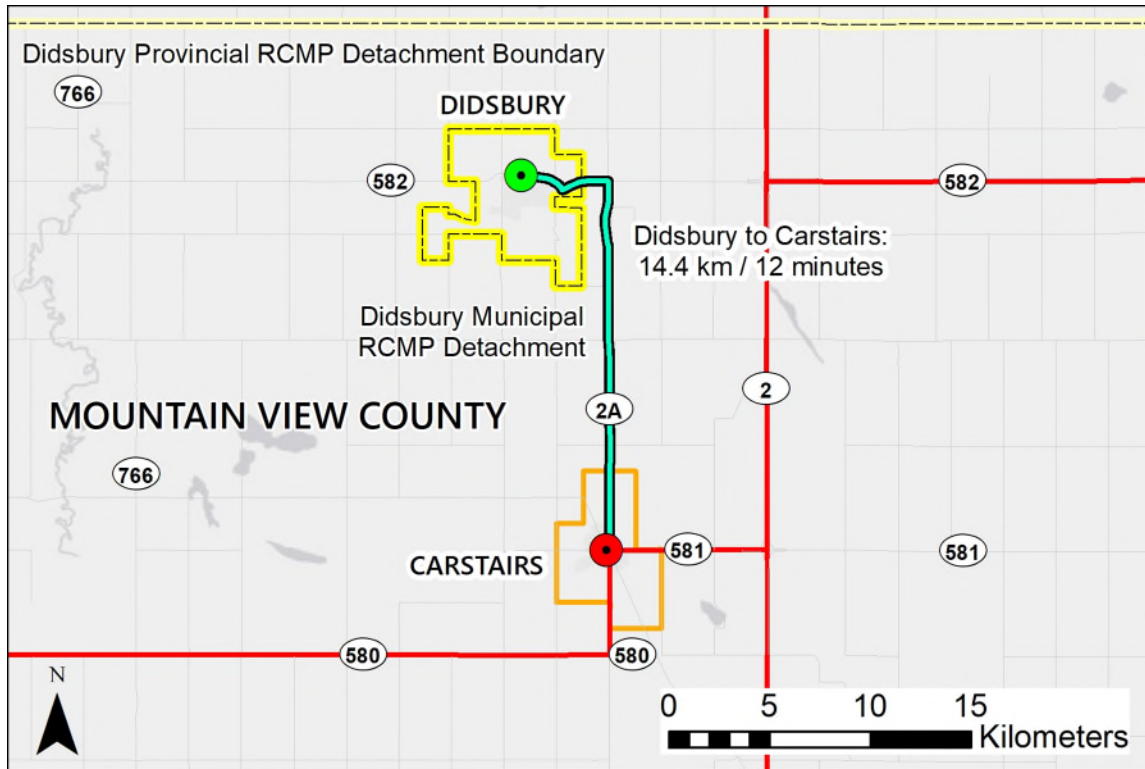 Didsbury Provincial RCMP Detachment Boundary
766
DIDSBURY
582
582
Didsbury to Carstairs:
14.4 km / 12 minutes
Didsbury Municipal
RCMP Detachment
2
MOUNTAIN VIEW COUNTY
2A
766
581
581
CARSTAIRS
580
580
N
0 5 10 15
Kilometers